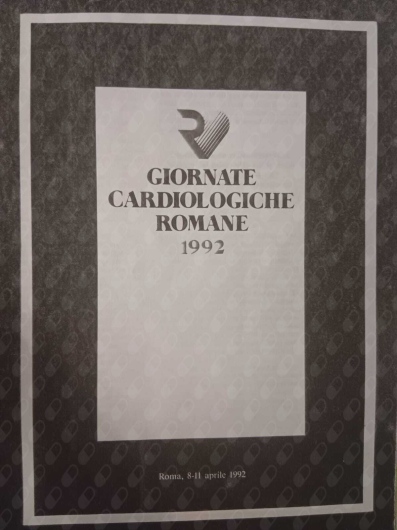 GIORNATE
CARDIOLOGICHE
ROMANE
1992
Roma, 8-11 aprile 1992